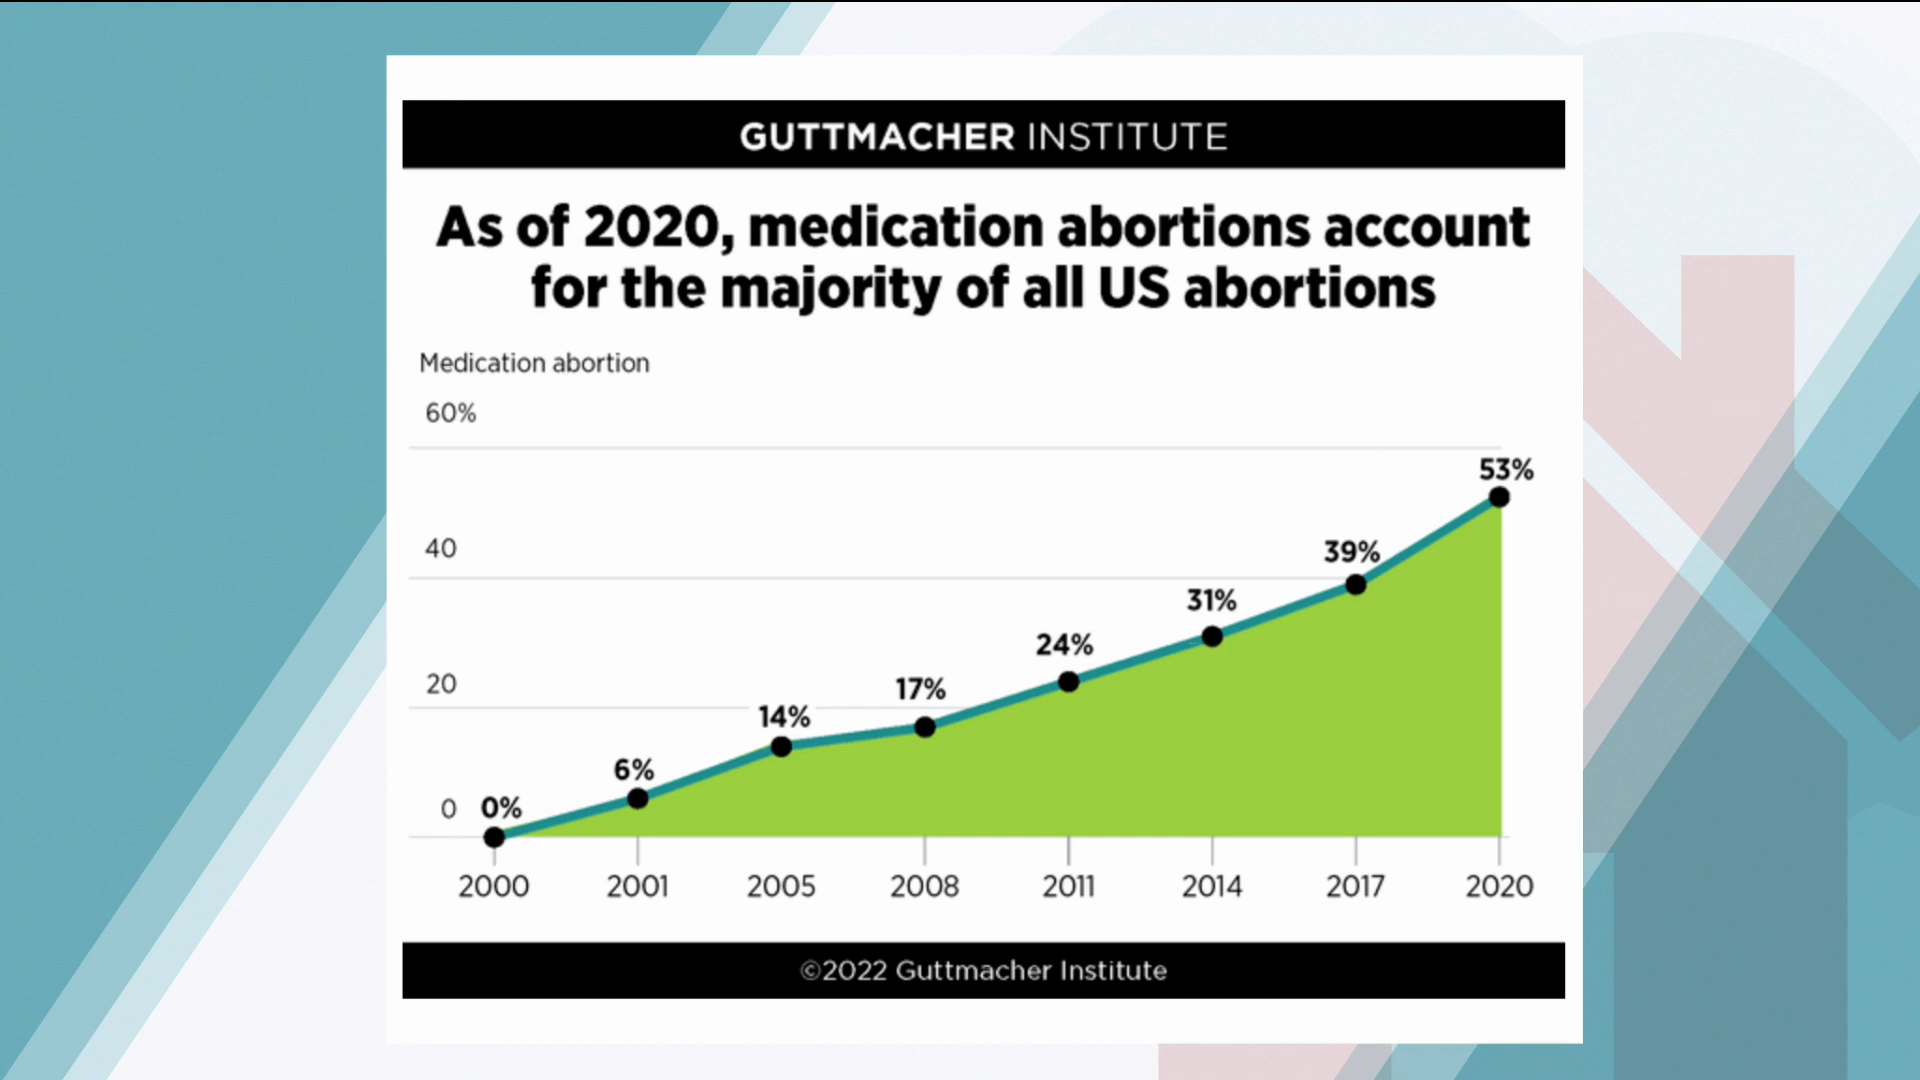 GUTTMACHER INSTITUTE
As of 2020, medication abortions account
for the majority of all US abortions
Medication abortion
60%
53%
40
39%
31%
24%
20
17%
14%
6%
0 0%
2000 2001 2005 2008 2011 2014 2017 2020
©2022 Guttmacher Institute